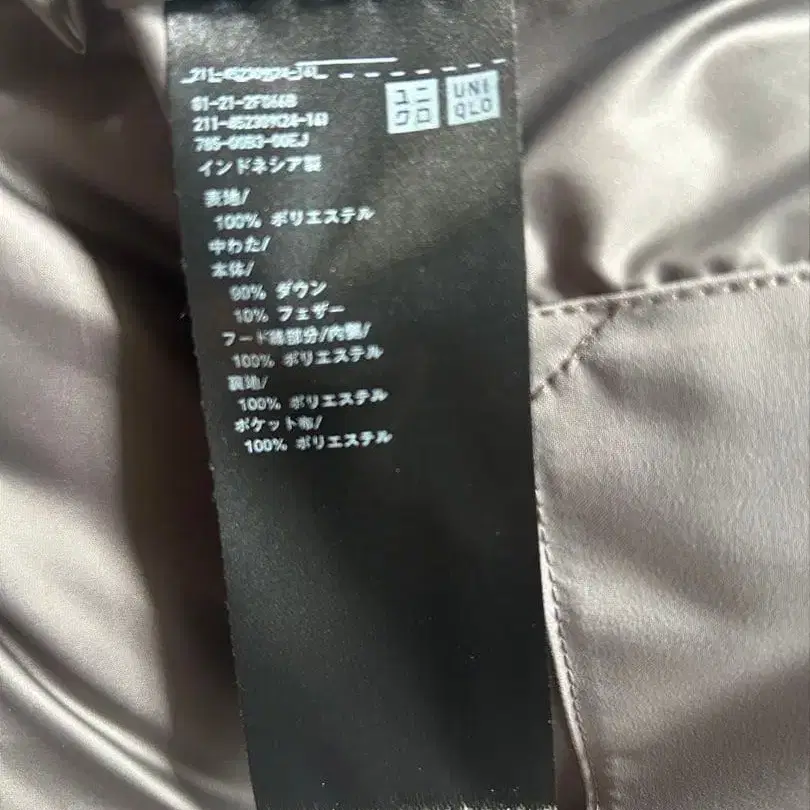 ユニ
クロ
UNI
QLO
インドネシア製
表地/
100% ポリエステル
中わた/
本体/
90% ダウン
10% フェザー
フード
100% ポリエステル
裏地/
100% ポリエステル
ポケット布/
100% ポリエステル